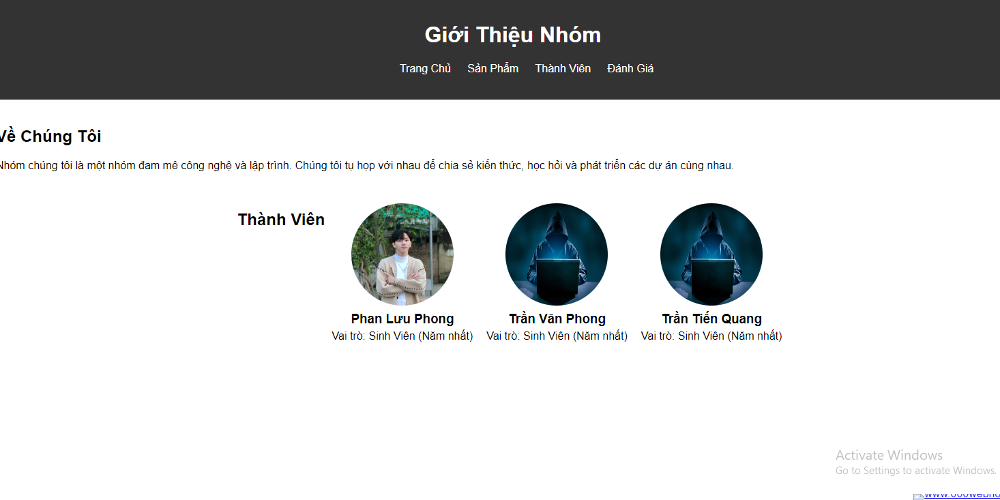 Giới Thiệu Nhóm
Trang Chủ Sản Phẩm Thành Viên Đánh Giá
Về Chúng Tôi
Nhóm chúng tôi là một nhóm đam mê công nghệ và lập trình. Chúng tôi tụ họp với nhau để chia sẻ kiến thức, học hỏi và phát triển các dự án cùng nhau.
Thành Viên
Phan Lưu Phong
Vai trò: Sinh Viên (Năm nhất)
Trần Văn Phong
Vai trò: Sinh Viên (Năm nhất)
Trần Tiến Quang
Vai trò: Sinh Viên (Năm nhất)
Activate Windows
Go to Settings to activate Windows.